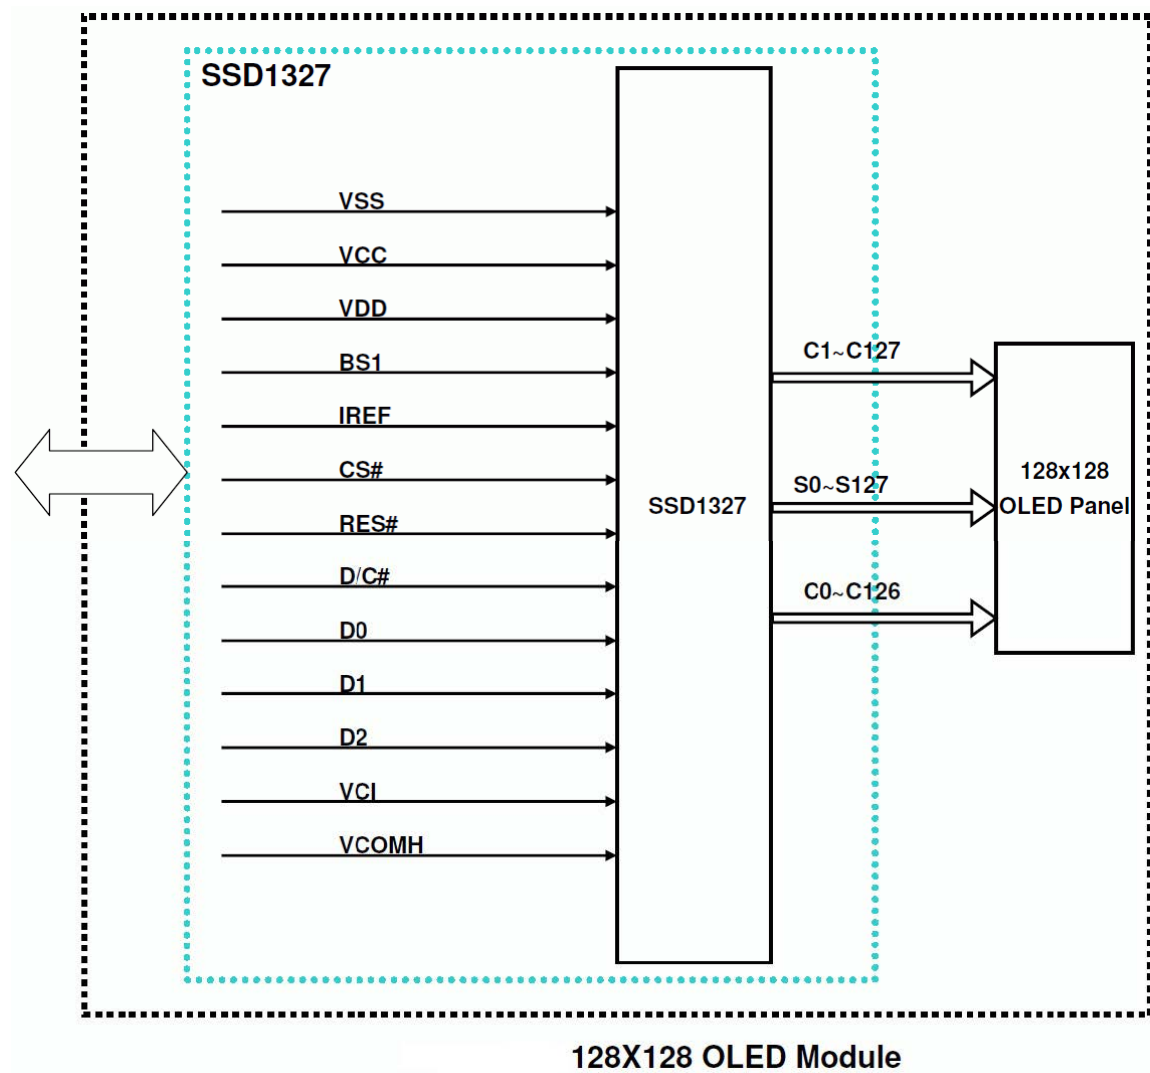 SSD1327
VSS
VCC
VDD
BS1
IREF
CS#
RES#
D/C#
D0
D1
D2
VCI
VCOMH
SSD1327
C1~C127
S0~S127
C0~C126
128x128
OLED Panel
128X128 OLED Module